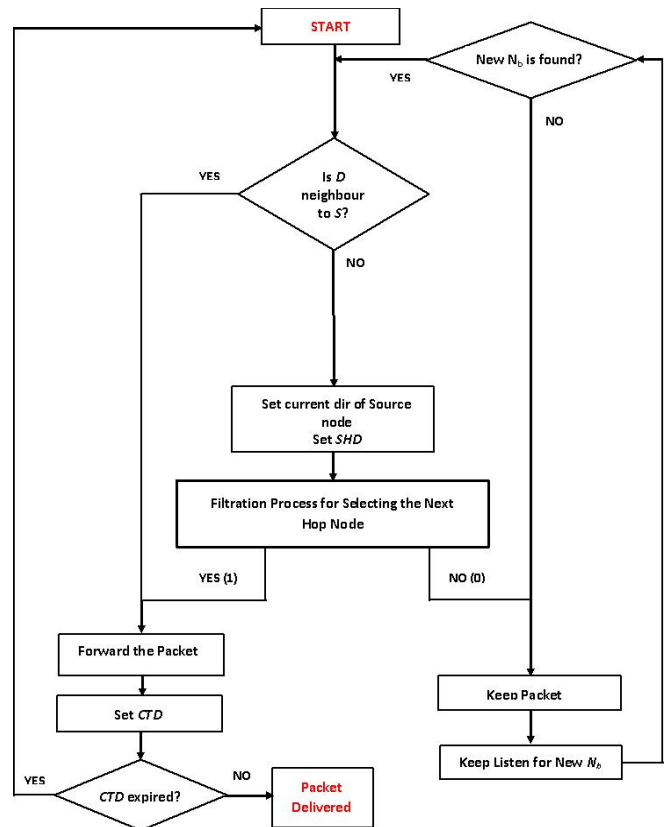 START
New Nb is found?
YES
NO
Is D
neighbour
to S?
YES
NO
Set current dir of Source
node
Set SHD
Filtration Process for Selecting the Next
Hop Node
YES (1)
NO (0)
Forward the Packet
Keep Packet
Set CTD
Keep Listen for New Nb
YES
CTD expired?
NO
Packet
Delivered